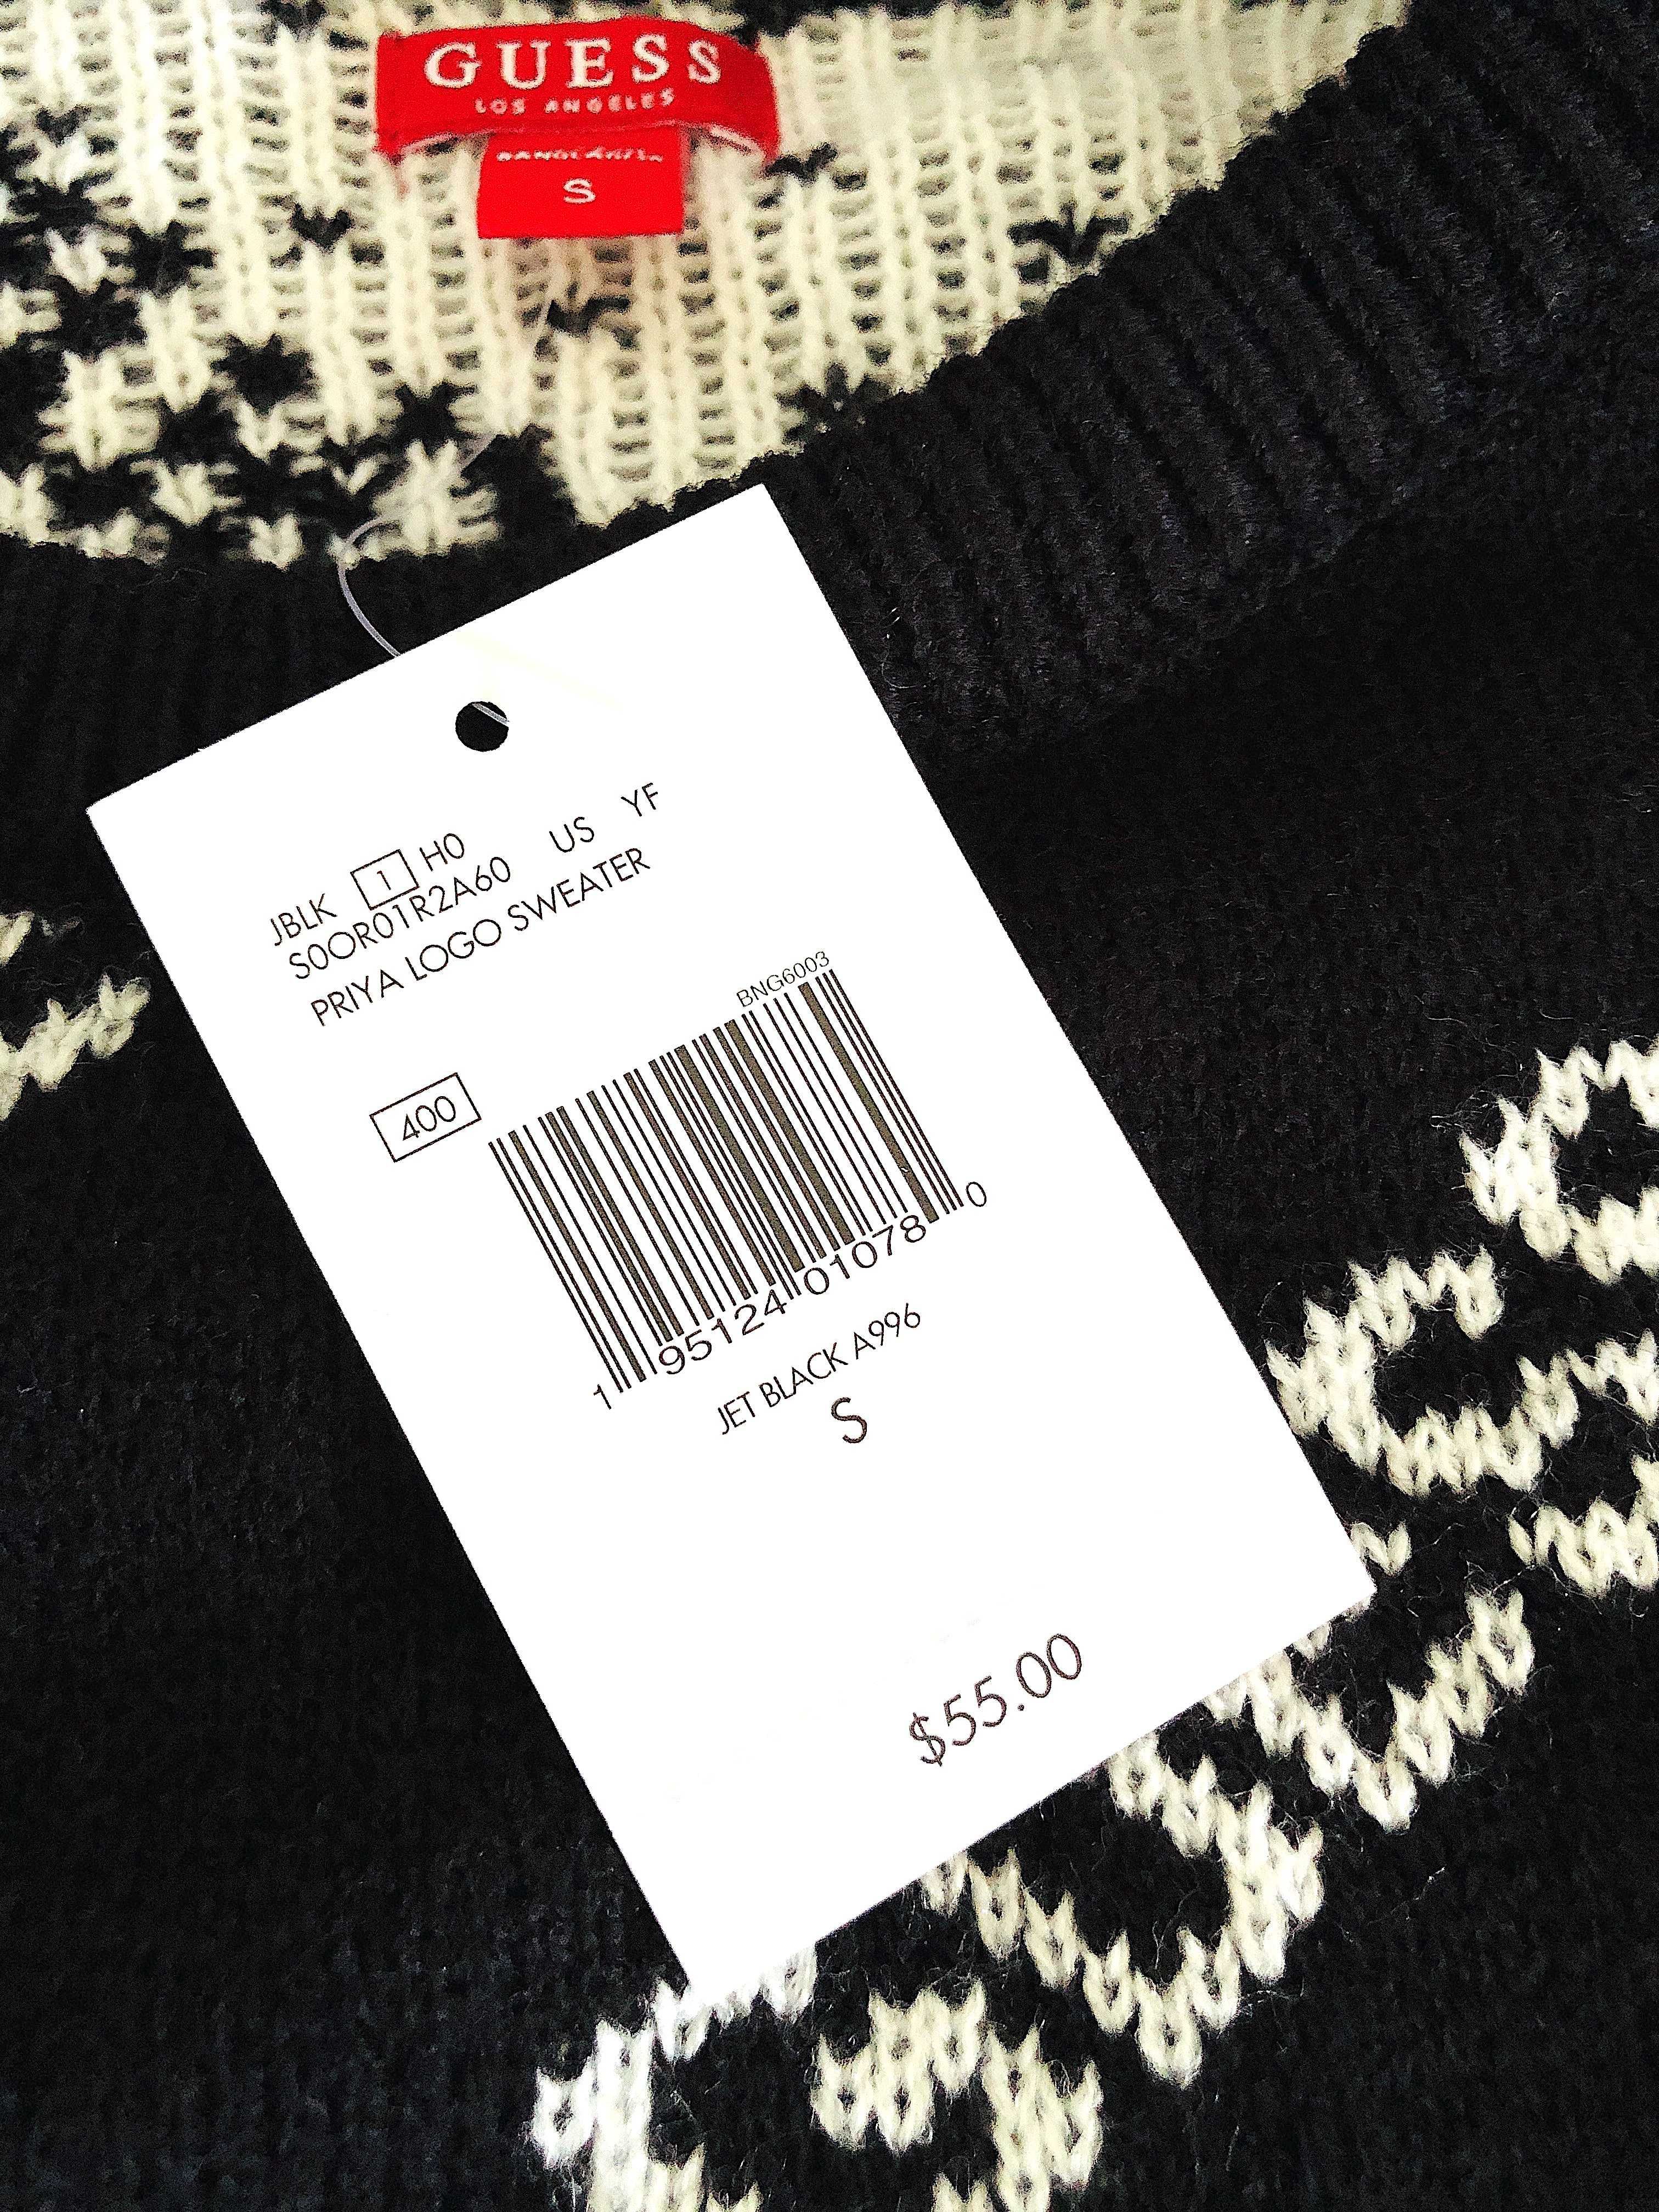 GUESS
LOS ANGELES
S
JBLK 1 H0
S0OR01R2A60 US YF
PRIYA LOGO SWEATER
BNG6003
400
1 95124 01078 0
JET BLACK A996
S
$55.00